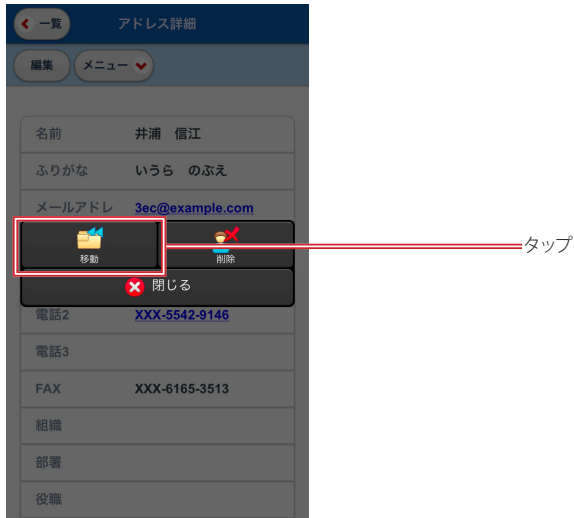 一覧 アドレス詳細
編集 メニュー
名前 井浦 信江
ふりがな いうら のぶえ
メールアドレ 3ec@example.com
移動 削除
タップ
閉じる
電話2 XXX-5542-9146
電話3
FAX XXX-6165-3513
組織
部署
役職